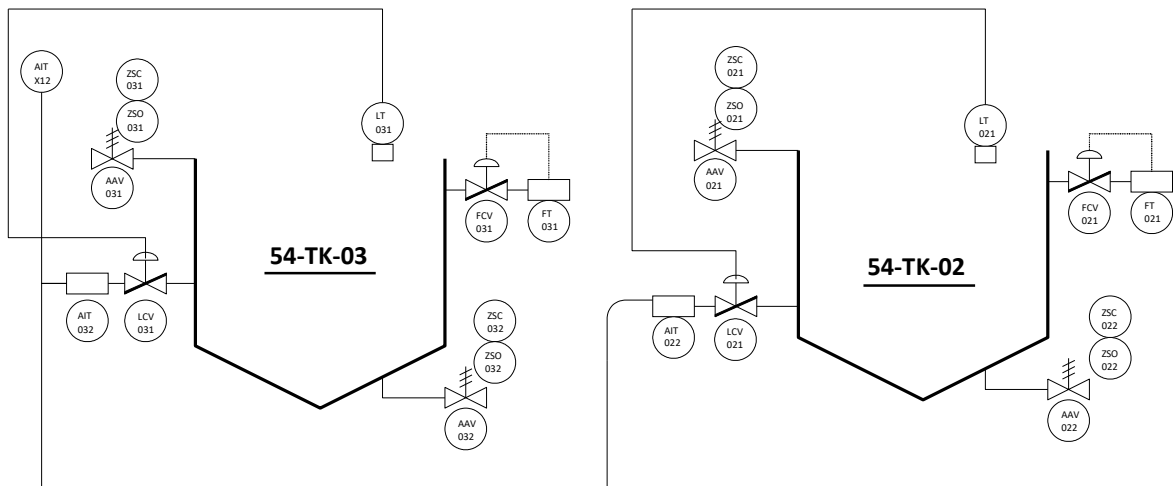 AIT
X12
ZSC
031
ZSO
031
AAV
031
LT
031
FCV
031
FT
031
54-TK-03
AIT
032
LCV
031
ZSC
032
ZSO
032
AAV
032
ZSC
021
ZSO
021
AAV
021
LT
021
FCV
021
FT
021
54-TK-02
AIT
022
LCV
021
ZSC
022
ZSO
022
AAV
022